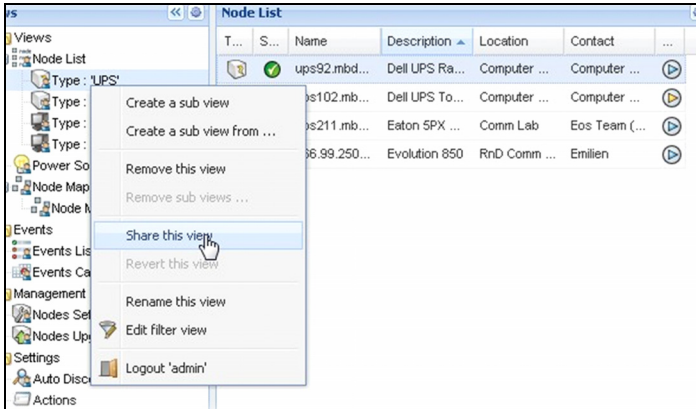 Node List
Views
Node List
Type : 'UPS'
Type :
Type :
Type :
Power So
Node Map
Node
Events
Events Lis
Events Ca
Management
Nodes Set
Nodes Upg
Settings
Auto Disco
Actions
Create a sub view
Create a sub view from ...
Remove this view
Remove sub views ...
Share this view
Revert this view
Rename this view
Edit filter view
Logout 'admin'
T... S... Name Description Location Contact ...
ups92.mbd... Dell UPS Ra... Computer ... Computer ...
ps102.mb... Dell UPS To... Computer ... Computer ...
ps211.mb... Eaton 5PX ... Comm Lab Eos Team (...
66.99.250... Evolution 850 RnD Comm ... Emilien